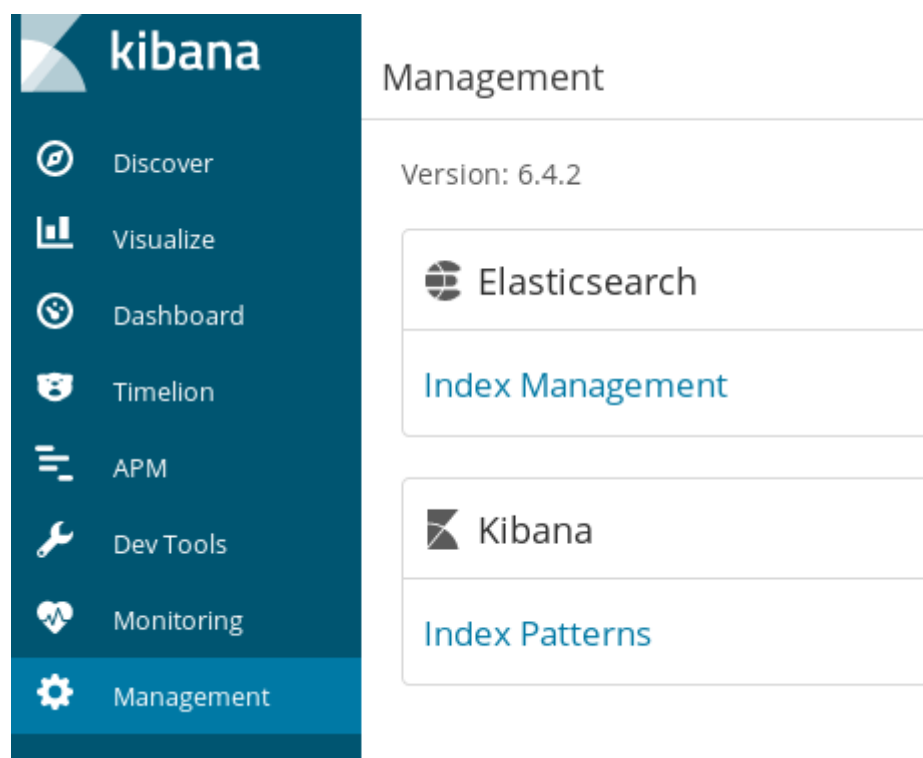 kibana
Discover
Visualize
Dashboard
Timelion
APM
Dev Tools
Monitoring
Management
Management
Version: 6.4.2
Elasticsearch
Index Management
Kibana
Index Patterns